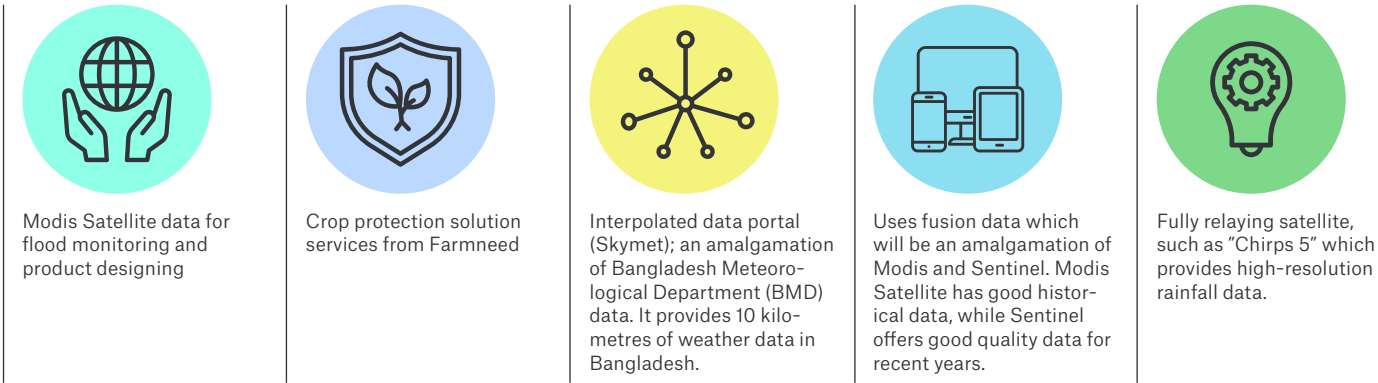 Modis Satellite data for
flood monitoring and
product designing
Crop protection solution
services from Farmneed
Interpolated data portal
(Skymet); an amalgamation
of Bangladesh Meteoro-
logical Department (BMD)
data. It provides 10 kilo-
metres of weather data in
Bangladesh.
Uses fusion data which
will be an amalgamation of
Modis and Sentinel. Modis
Satellite has good histor-
ical data, while Sentinel
offers good quality data for
recent years.
Fully relaying satellite,
such as ”Chirps 5” which
provides high-resolution
rainfall data.